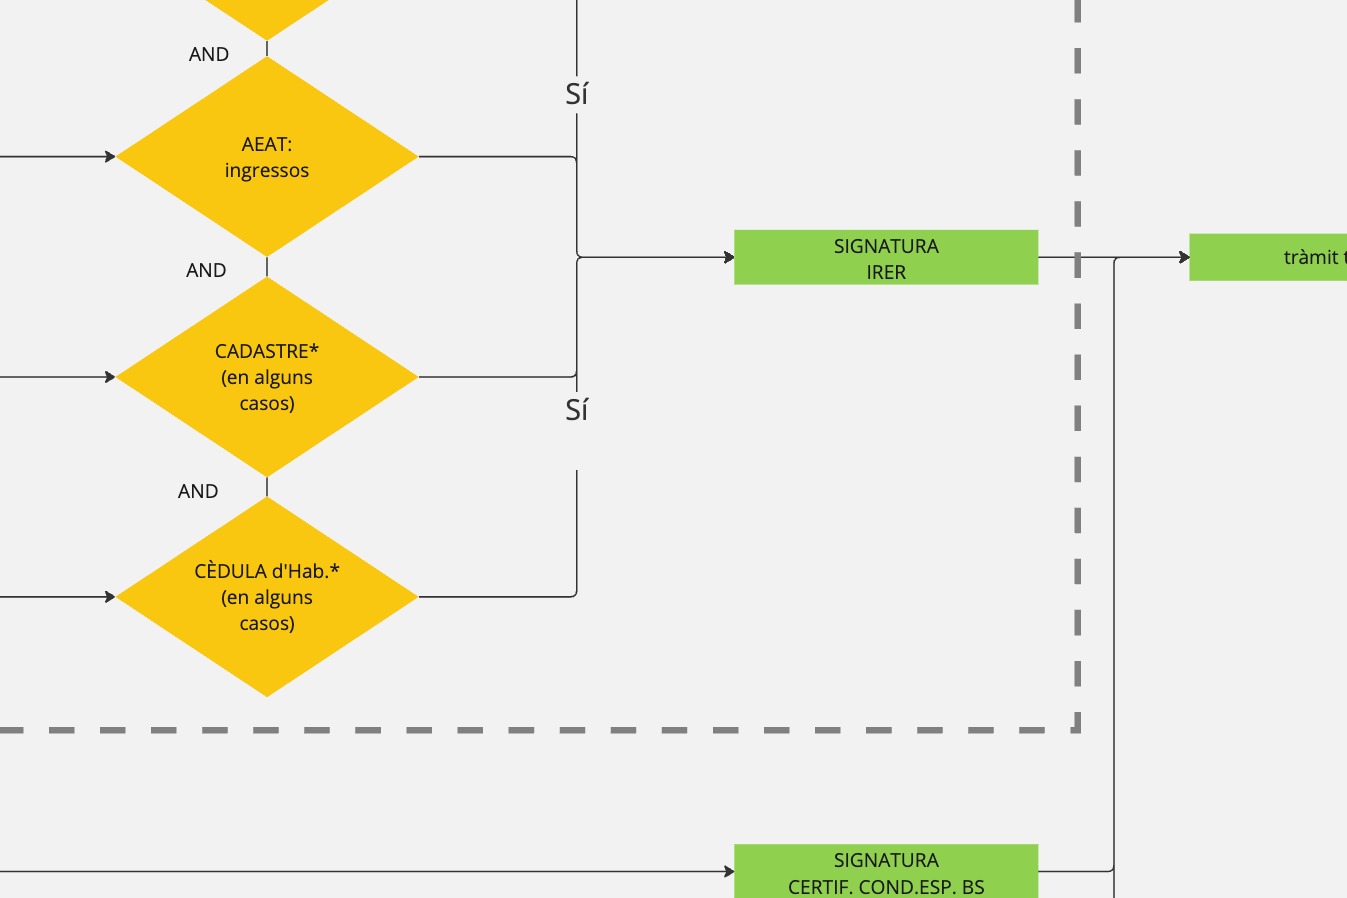 AND
Sí
AEAT:
ingressos
SIGNATURA
IRER
tràmit
AND
CADASTRE*
(en alguns
casos)
Sí
AND
CÈDULA d'Hab.*
(en alguns
casos)
SIGNATURA
CERTIF. COND.ESP. BS